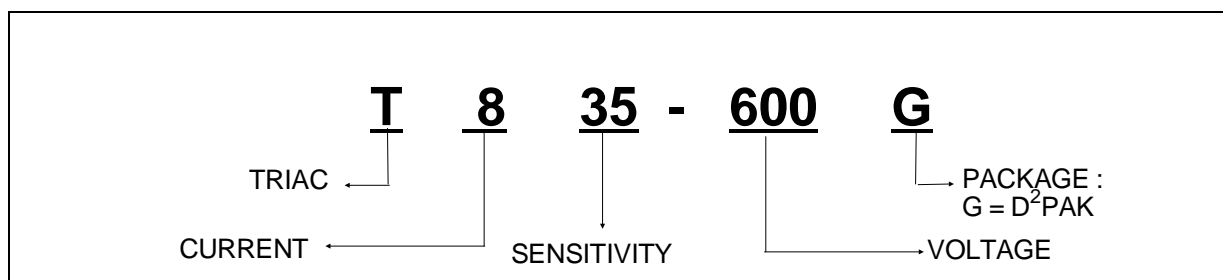 T 8 35 - 600 G
TRIAC
PACKAGE :
G = D²PAK
CURRENT
SENSITIVITY
VOLTAGE